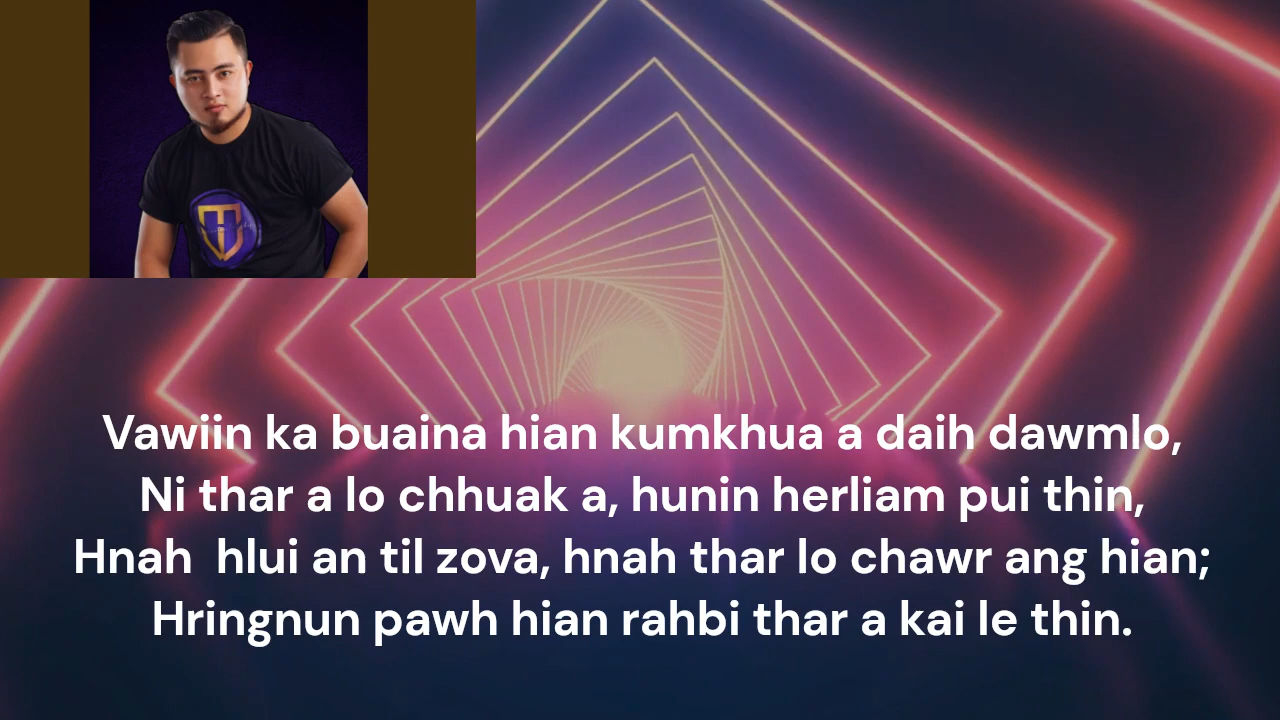 Vawiin ka buaina hian kumkhua a daih dawmlo,
Ni thar a lo chhuak a, hunin herliam pui thin,
Hnah hlui an til zova, hnah thar lo chawr ang hian;
Hringnun pawh hian rahbi thar a kai le thin.